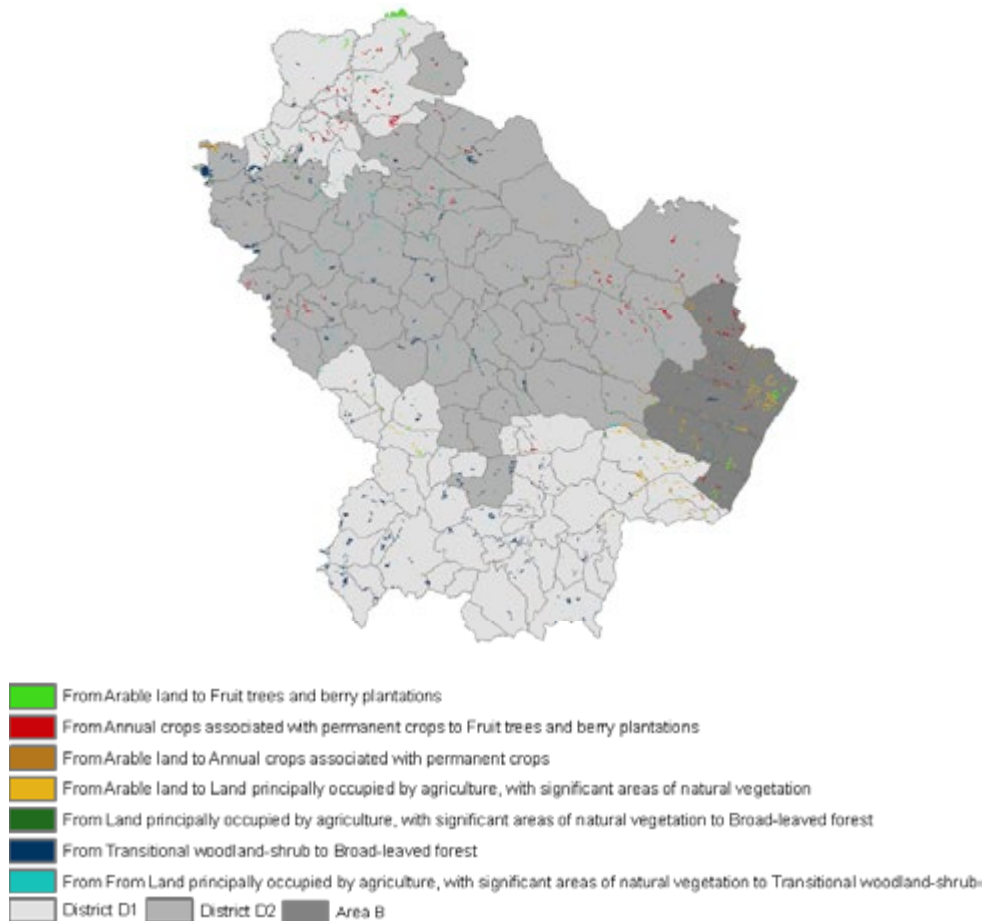 From Arable land to Fruit trees and berry plantations
From Annual crops associated with permanent crops to Fruit trees and berry plantations
From Arable land to Annual crops associated with permanent crops
From Arable land to Land principally occupied by agriculture, with significant areas of natural vegetation
From Land principally occupied by agriculture, with significant areas of natural vegetation to Broad-leaved forest
From Transitional woodland-shrub to Broad-leaved forest
From From Land principally occupied by agriculture, with significant areas of natural vegetation to Transitional woodland-shrub-
District D1 District D2 Area B